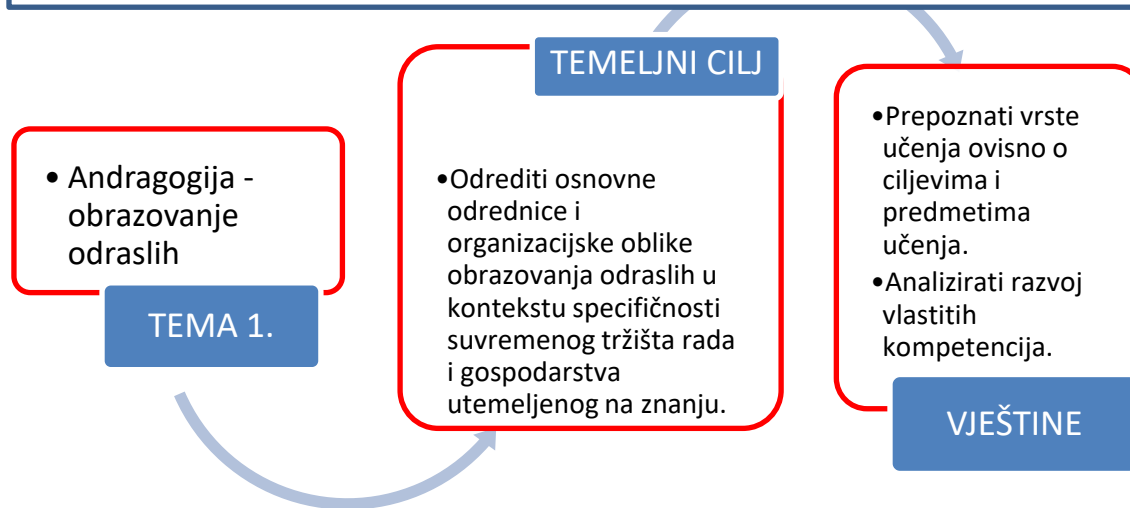 • Andragogija -
obrazovanje
odraslih
TEMA 1.
TEMELJNI CILJ
•Odrediti osnovne
odrednice i
organizacijske oblike
obrazovanja odraslih u
kontekstu specifičnosti
suvremenog tržišta rada
i gospodarstva
utemeljenog na znanju.
•Prepoznati vrste
učenja ovisno o
ciljevima i
predmetima
učenja.
•Analizirati razvoj
vlastitih
kompetencija.
VJEŠTINE